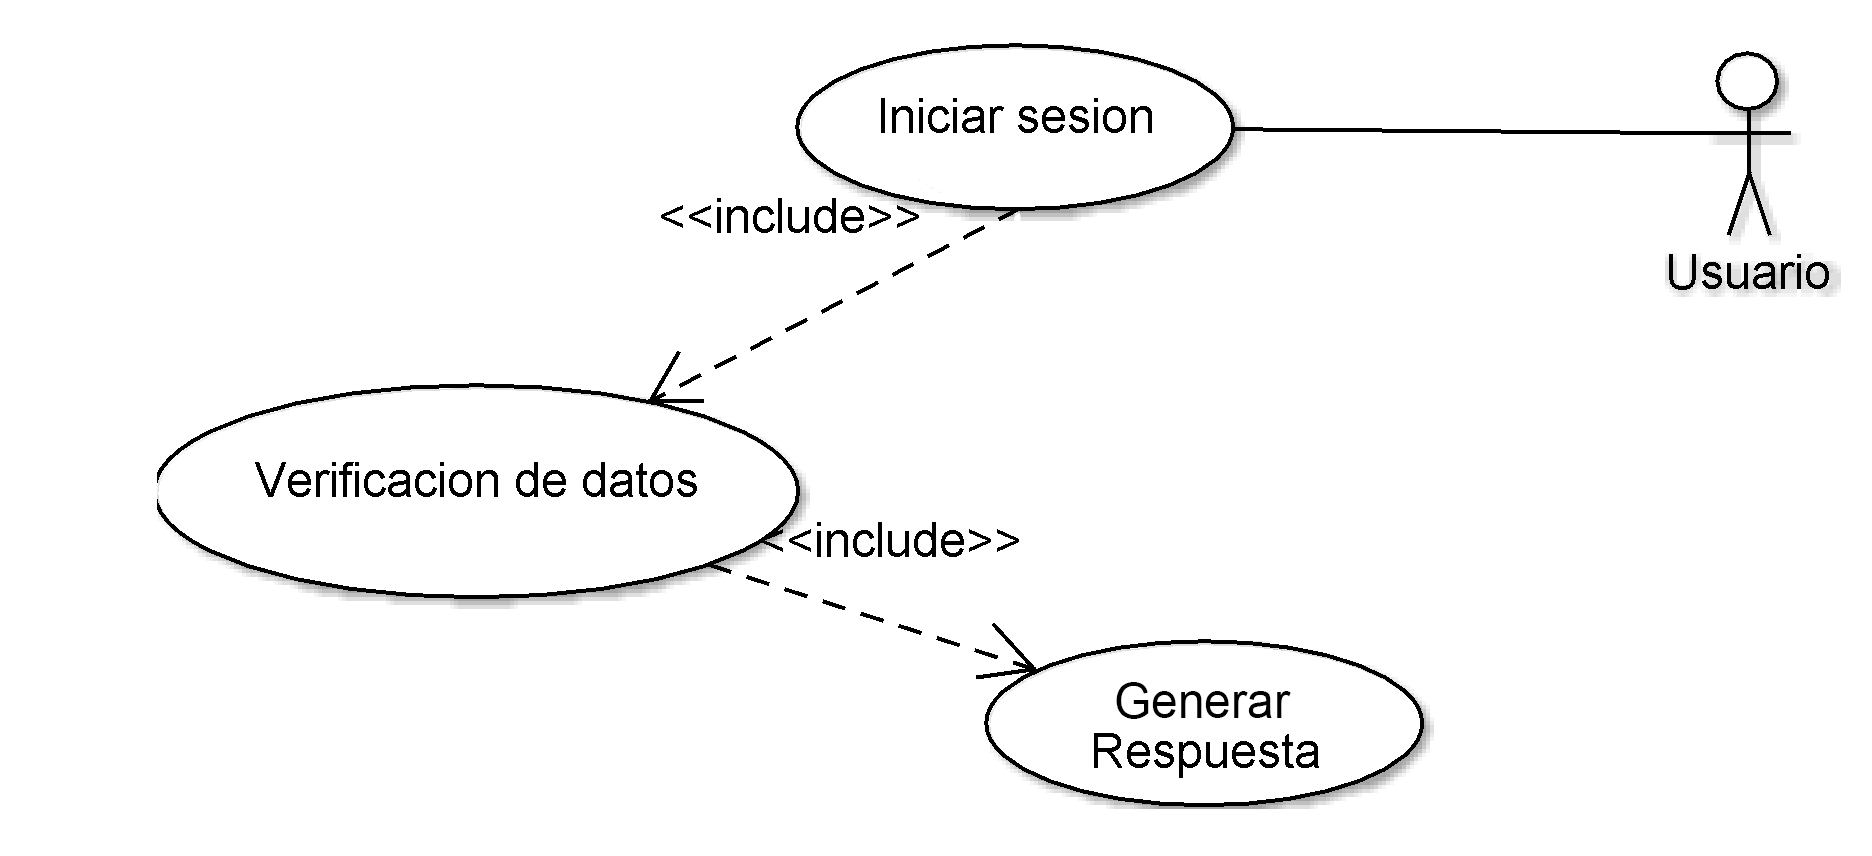 Iniciar sesion
<<include>>
Usuario
Verificacion de datos
<<include>>
Generar
Respuesta